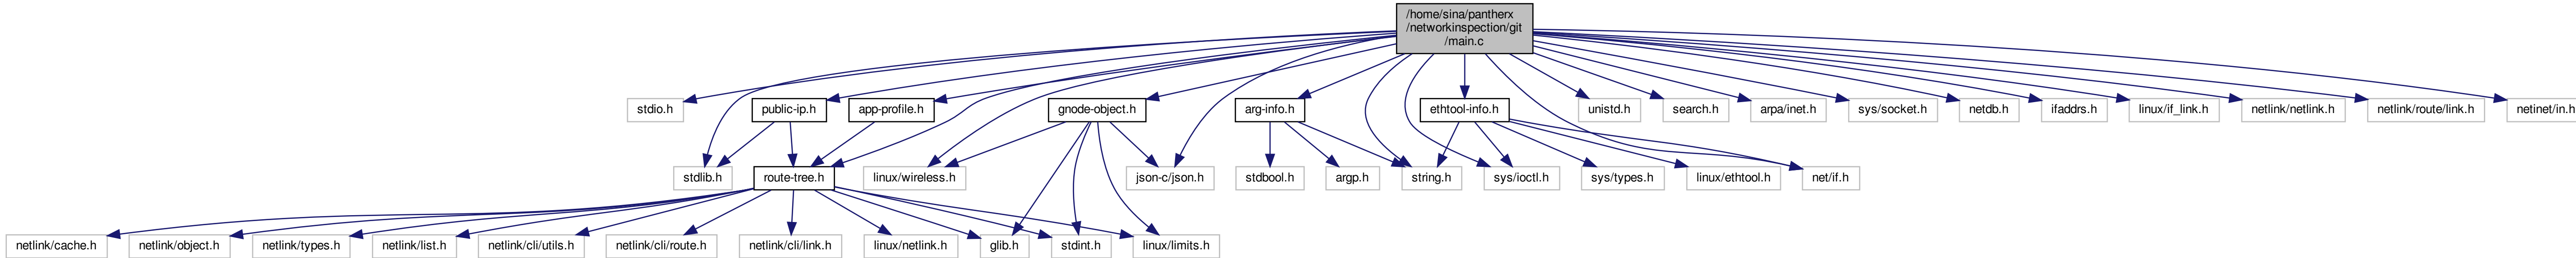 /home/sina/pantherx
/networkinspection/git
/main.c
stdio.h
public-ip.h
app-profile.h
gnode-object.h
arg-info.h
ethtool-info.h
unistd.h
search.h
arpa/inet.h
sys/socket.h
netdb.h
ifaddrs.h
linux/if_link.h
netlink/netlink.h
netlink/route/link.h
netinet/in.h
stdlib.h
route-tree.h
linux/wireless.h
json-c/json.h
stdbool.h
argp.h
string.h
sys/ioctl.h
sys/types.h
linux/ethtool.h
net/if.h
netlink/cache.h
netlink/object.h
netlink/types.h
netlink/list.h
netlink/cli/utils.h
netlink/cli/route.h
netlink/cli/link.h
linux/netlink.h
glib.h
stdint.h
linux/limits.h